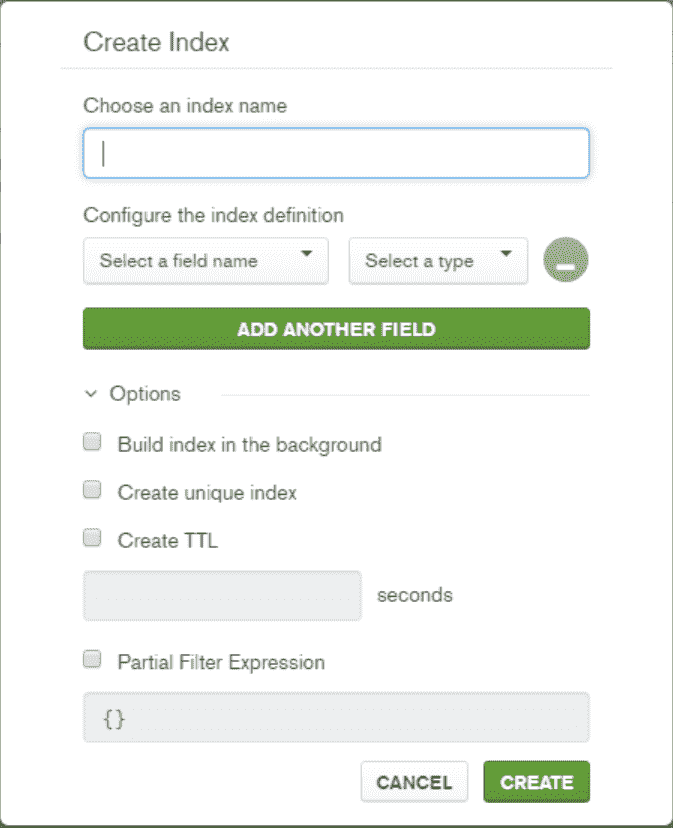 Create Index
Choose an index name
Configure the index definition
Select a field name Select a type
ADD ANOTHER FIELD
Options
Build index in the background
Create unique index
Create TTL
seconds
Partial Filter Expression
{}
CANCEL CREATE